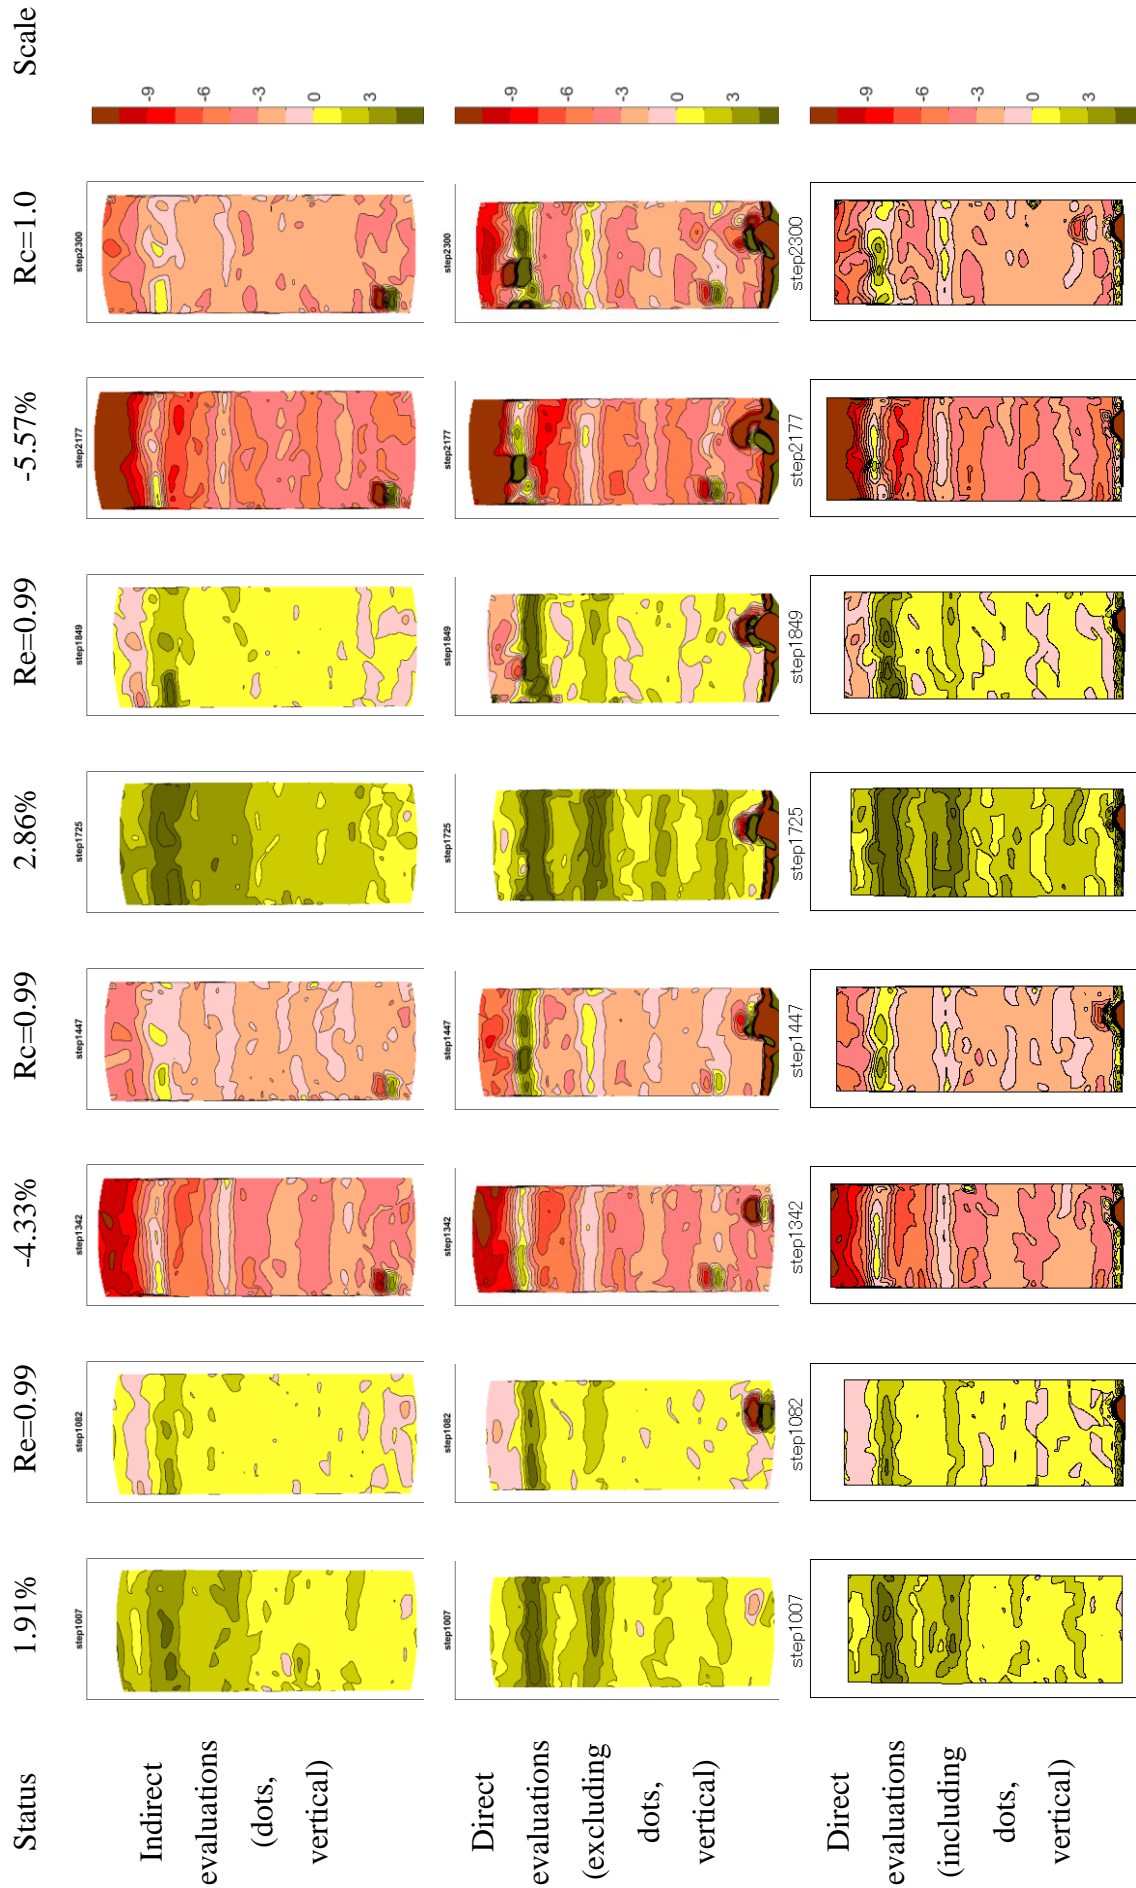 Status
1.91%
Re=0.99
-4.33%
Rc=0.99
2.86%
Re=0.99
-5.57%
Rc=1.0
Scale
Indirect
evaluations
(dots,
vertical)
step1007
step1082
step1342
step1447
step1725
step1849
step2177
step2300
-9
-6
-3
0
3
Direct
evaluations
(excluding
dots,
vertical)
step1007
step1082
step1342
step1447
step1725
step1849
step2177
step2300
-9
-6
-3
0
3
Direct
evaluations
(including
dots,
vertical)
step1007
step1082
step1342
step1447
step1725
step1849
step2177
step2300
-9
-6
-3
0
3